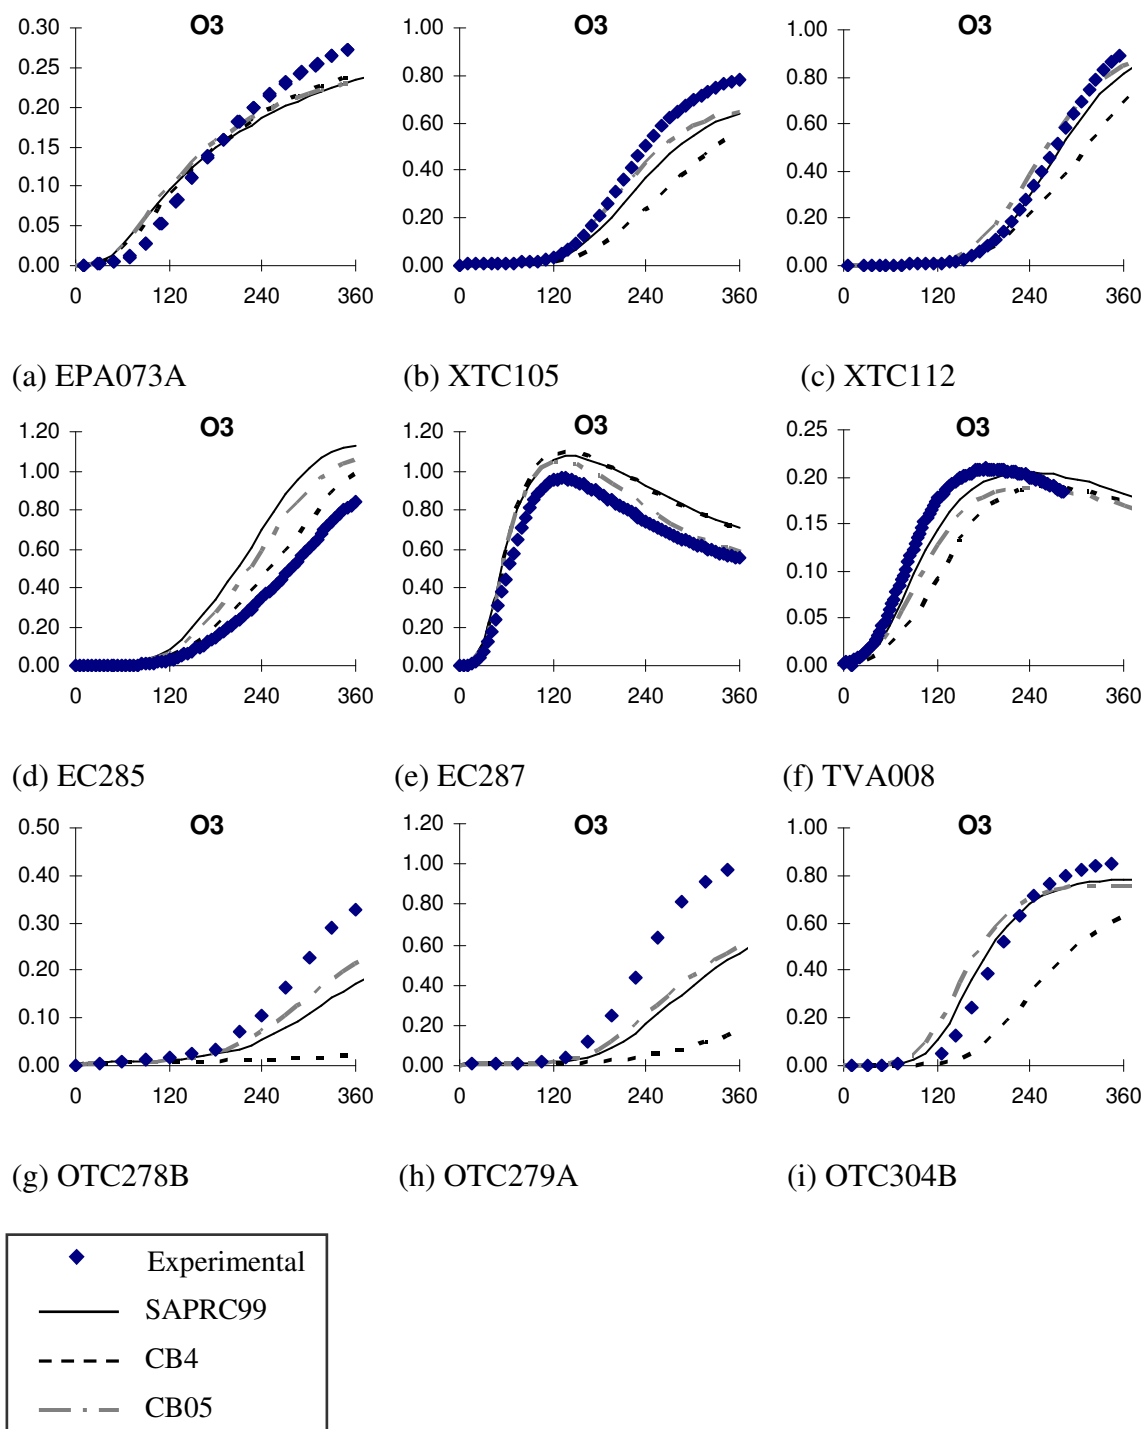 O3 O3 O3
0.30 1.00 1.00
0.25 0.80 0.80
0.20 0.60 0.60
0.15 0.40 0.40
0.10 0.20 0.20
0.05
0.00 0.00 0.00
0 120 240 360 0 120 240 360 0 120 240 360
(a) EPA073A (b) XTC105 (c) XTC112
O3 O3 O3
1.20 1.20 0.25
1.00 1.00 0.20
0.80 0.80 0.15
0.60 0.60 0.10
0.40 0.40 0.05
0.20 0.20
0.00 0.00 0.00
0 120 240 360 0 120 240 360 0 120 240 360
(d) EC285 (e) EC287 (f) TVA008
O3 O3 O3
0.50 1.20 1.00
0.40 1.00 0.80
0.30 0.80 0.60
0.20 0.60 0.40
0.10 0.40 0.20
0.20
0.00 0.00 0.00
0 120 240 360 0 120 240 360 0 120 240 360
(g) OTC278B (h) OTC279A (i) OTC304B
Experimental
SAPRC99
CB4
CB05